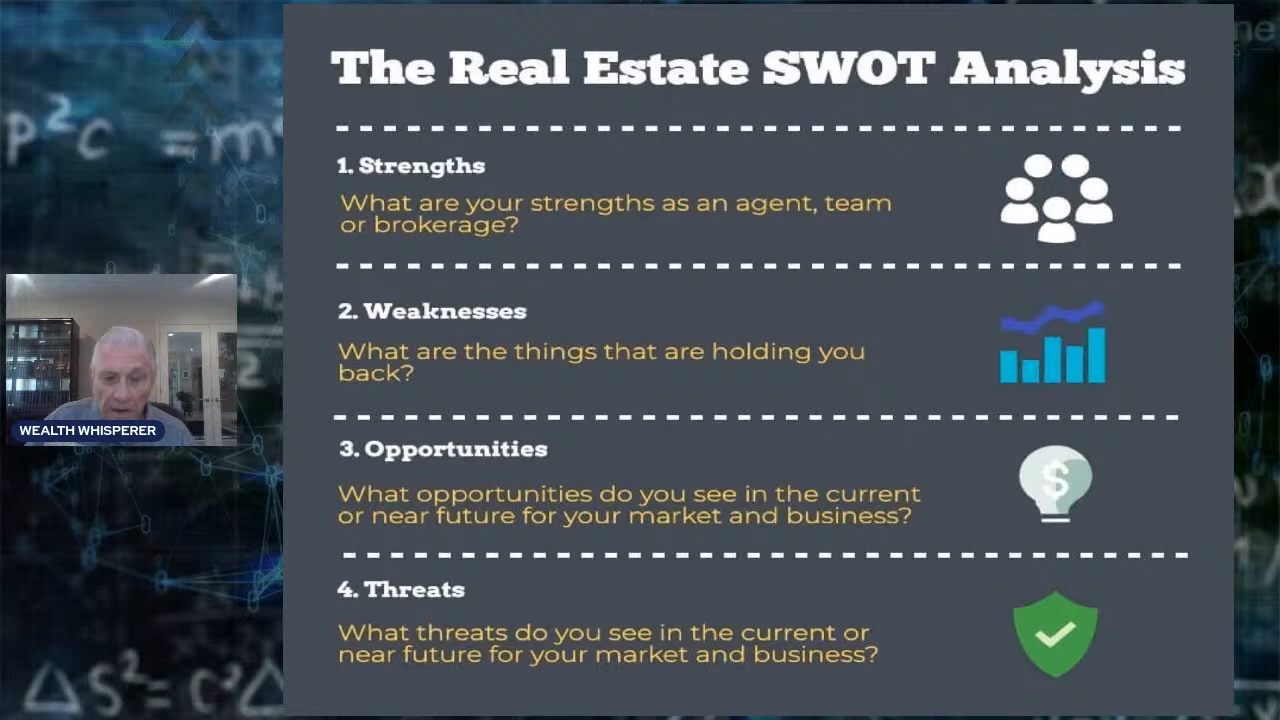 The Real Estate SWOT Analysis
1. Strengths
What are your strengths as an agent, team
or brokerage?
2. Weaknesses
What are the things that are holding you
back?
3. Opportunities
What opportunities do you see in the current
or near future for your market and business?
4. Threats
What threats do you see in the current or
near future for your market and business?
WEALTH WHISPERER